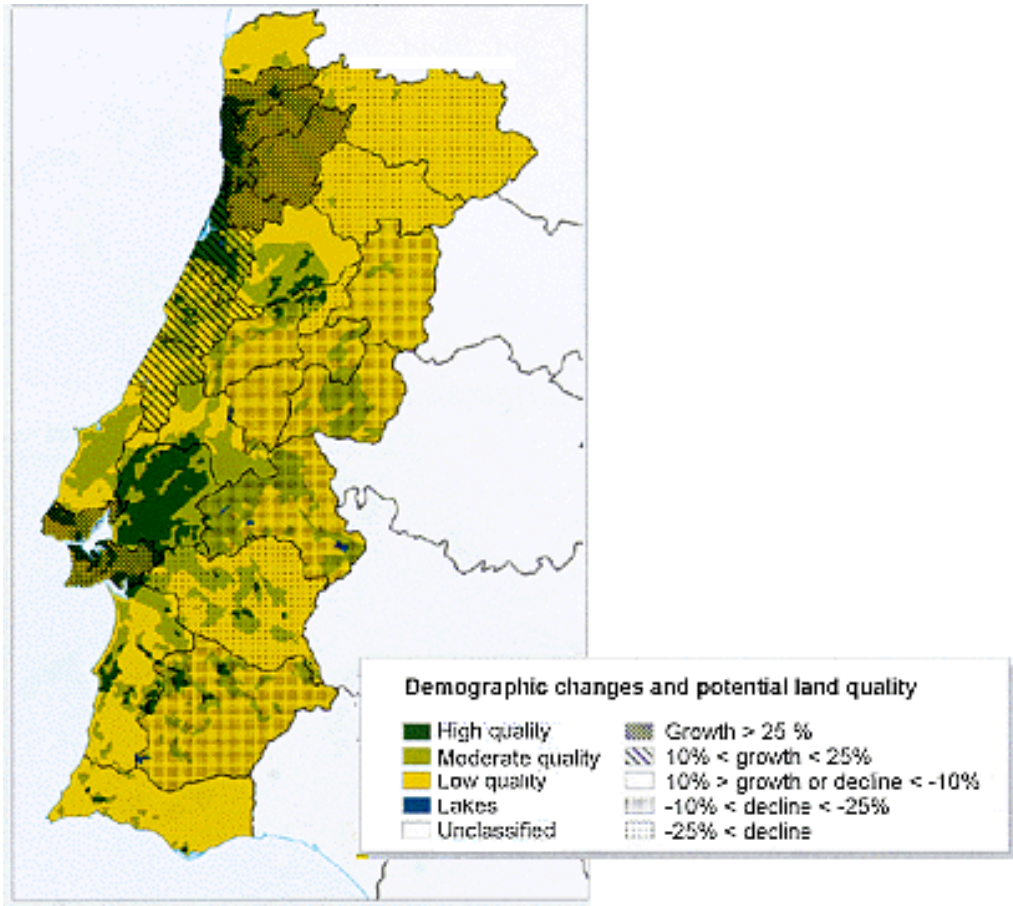 Demographic changes and potential land quality
High quality
Moderate quality
Low quality
Lakes
Unclassified
Growth > 25 %
10% < growth < 25%
10% > growth or decline < -10%
-10% < decline < -25%
-25% < decline